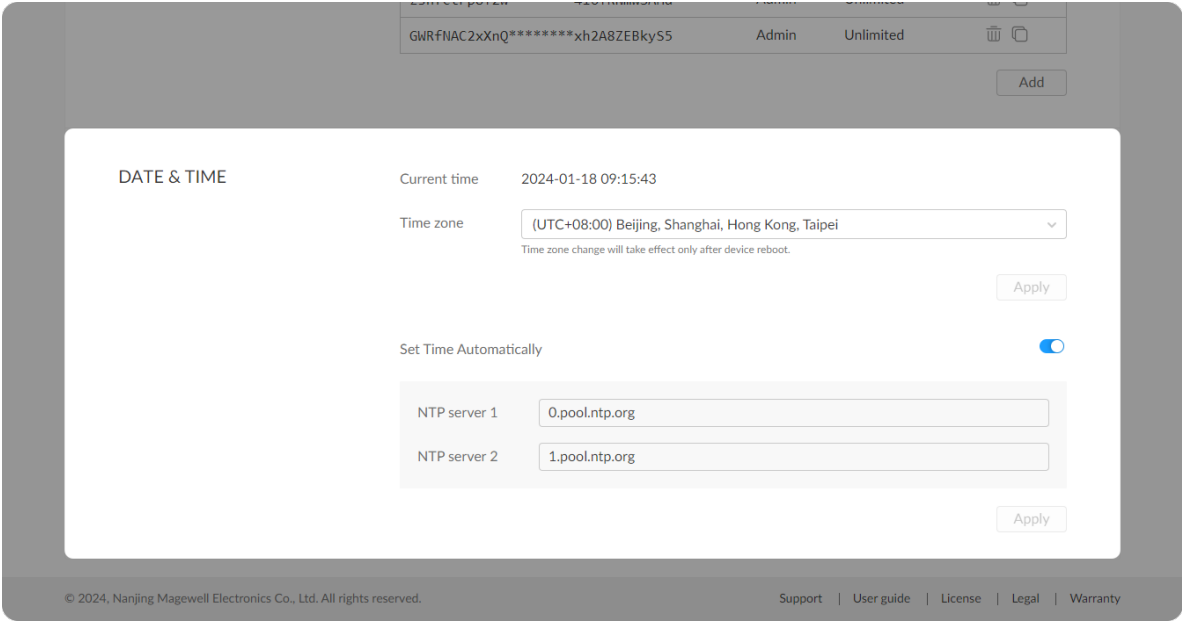 GWRfNAC2xXnQ********xh2A8ZEBkyS5 Admin Unlimited
Add
DATE & TIME
Current time 2024-01-18 09:15:43
Time zone (UTC+08:00) Beijing, Shanghai, Hong Kong, Taipei
Time zone change will take effect only after device reboot.
Apply
Set Time Automatically
NTP server 1 0.pool.ntp.org
NTP server 2 1.pool.ntp.org
Apply
© 2024, Nanjing Magewell Electronics Co., Ltd. All rights reserved. Support | User guide | License | Legal | Warranty